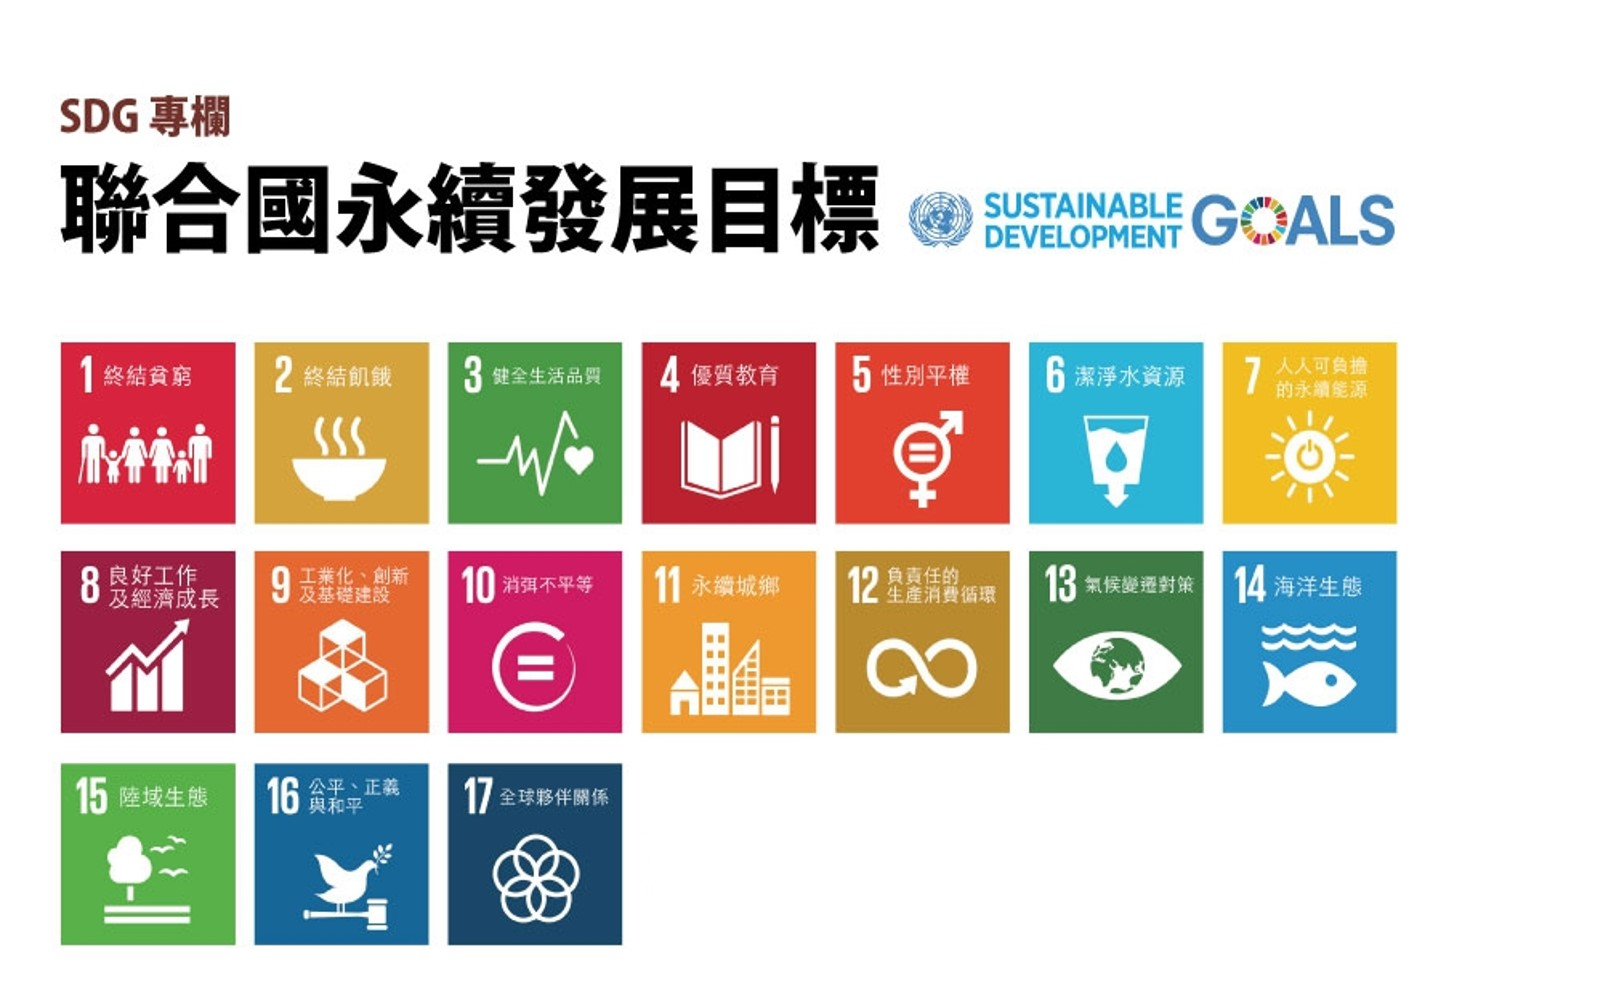 SDG 專欄
聯合國永續發展目標
SUSTAINABLE
DEVELOPMENT
GOALS
1 終結貧窮
2 終結飢餓
3 健全生活品質
4 優質教育
5 性別平權
6 潔淨水資源
7 人人可負擔
的永續能源
8 良好工作
及經濟成長
9 工業化、創新
及基礎建設
10 消弭不平等
11 永續城鄉
12 負責任的
生產消費循環
13 氣候變遷對策
14 海洋生態
15 陸域生態
16 公平、正義
與和平
17 全球夥伴關係